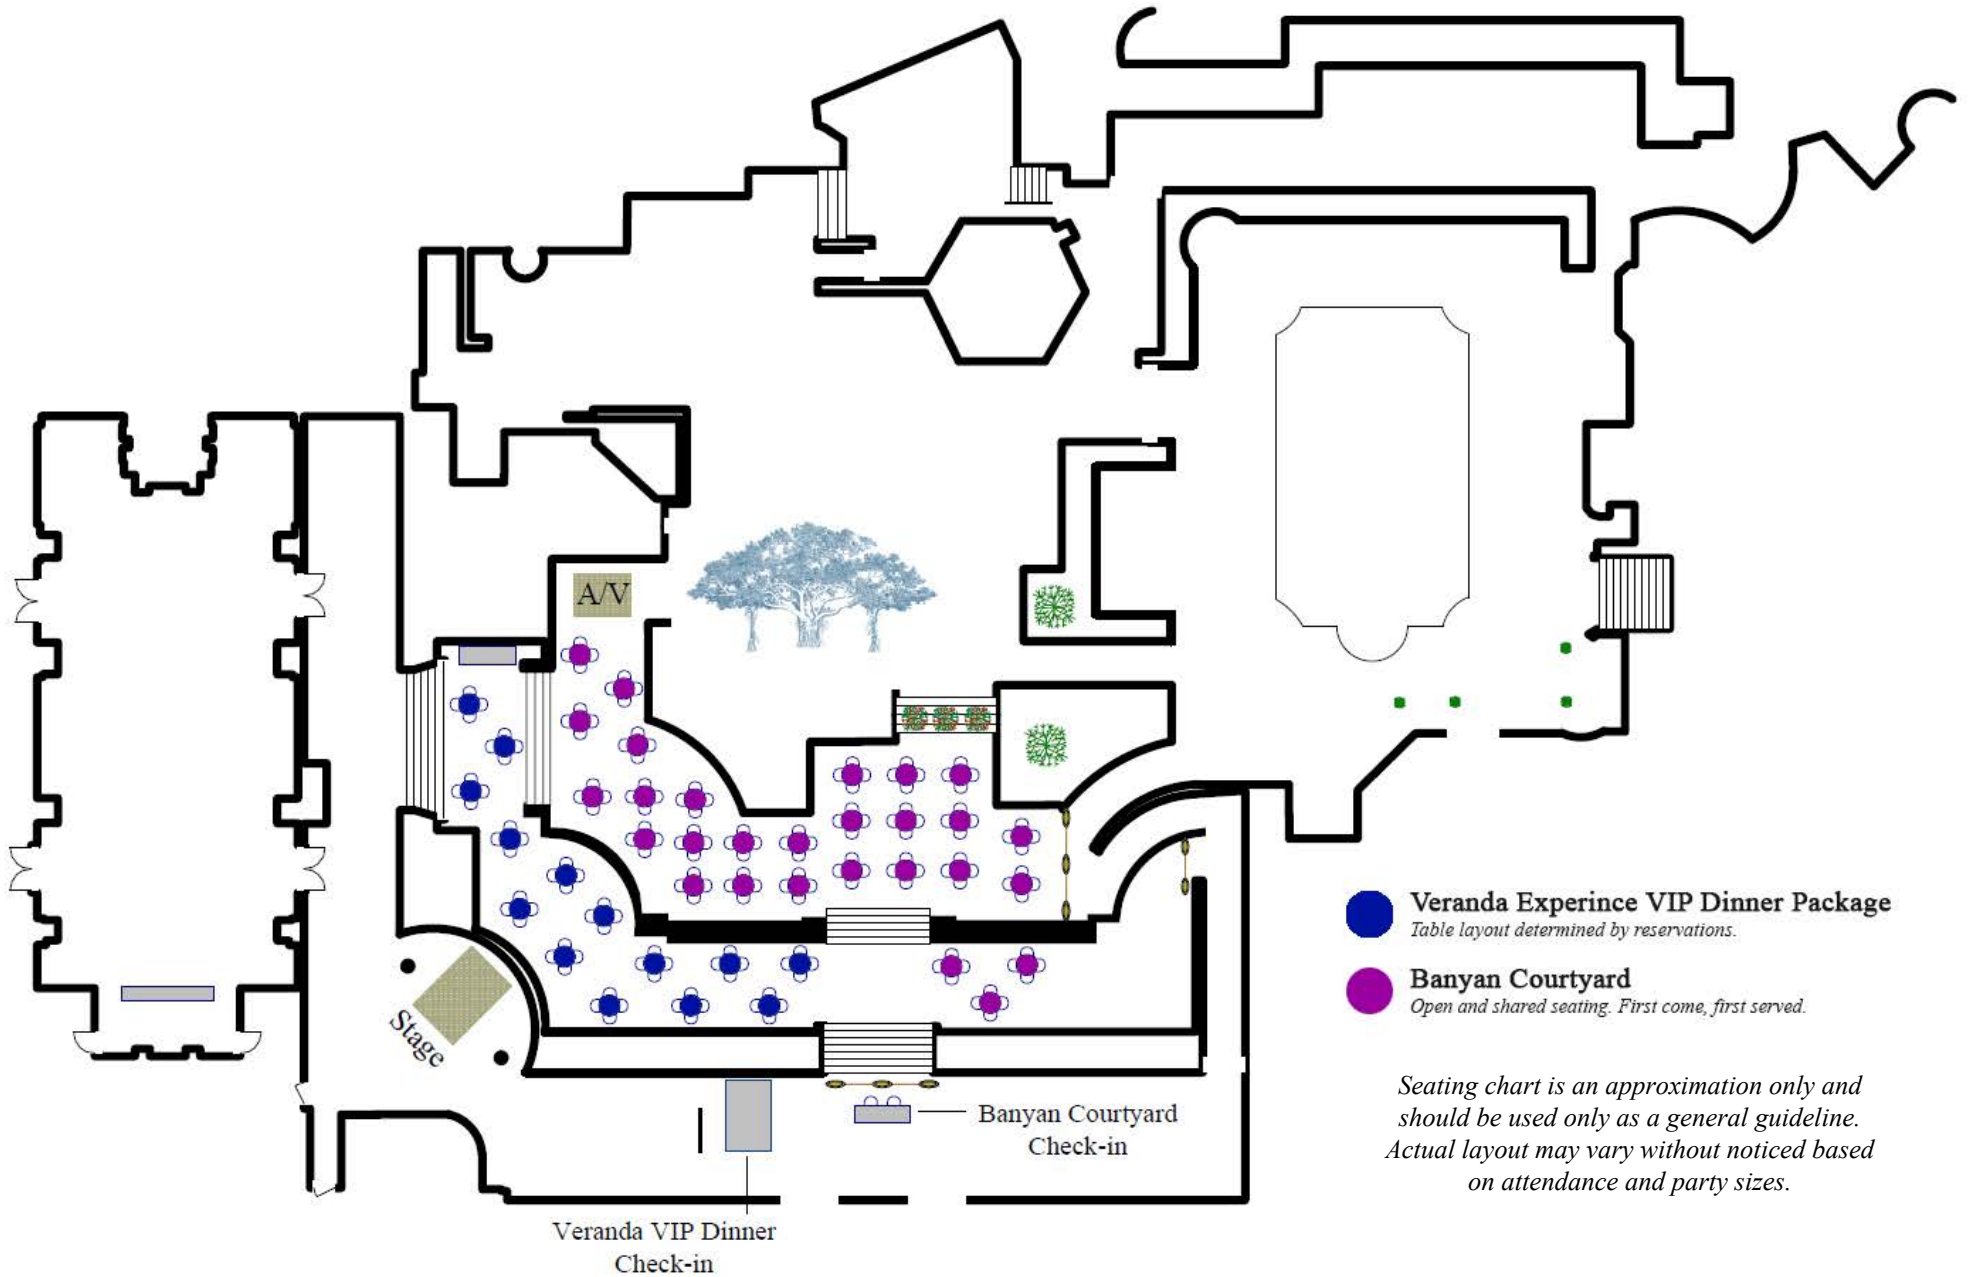 A/V
Stage
Veranda Experince VIP Dinner Package
Table layout determined by reservations.
Banyan Courtyard
Open and shared seating. First come, first served.
Seating chart is an approximation only and
should be used only as a general guideline.
Actual layout may vary without noticed based
on attendance and party sizes.
Banyan Courtyard
Check-in
Veranda VIP Dinner
Check-in